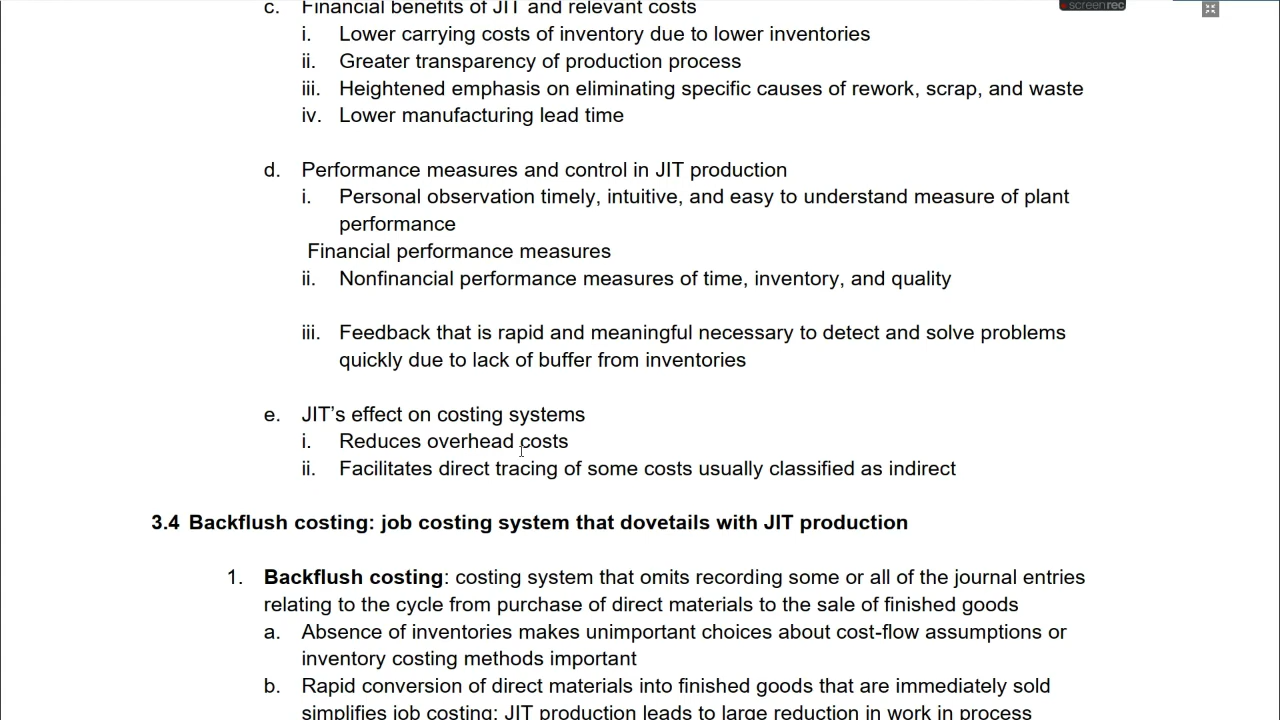 screenrec
c. Financial benefits of JIT and relevant costs
i. Lower carrying costs of inventory due to lower inventories
ii. Greater transparency of production process
iii. Heightened emphasis on eliminating specific causes of rework, scrap, and waste
iv. Lower manufacturing lead time
d. Performance measures and control in JIT production
i. Personal observation timely, intuitive, and easy to understand measure of plant
performance
Financial performance measures
ii. Nonfinancial performance measures of time, inventory, and quality
iii. Feedback that is rapid and meaningful necessary to detect and solve problems
quickly due to lack of buffer from inventories
e. JIT’s effect on costing systems
i. Reduces overhead costs
ii. Facilitates direct tracing of some costs usually classified as indirect
3.4 Backflush costing: job costing system that dovetails with JIT production
1. Backflush costing: costing system that omits recording some or all of the journal entries
relating to the cycle from purchase of direct materials to the sale of finished goods
a. Absence of inventories makes unimportant choices about cost-flow assumptions or
inventory costing methods important
b. Rapid conversion of direct materials into finished goods that are immediately sold
simplifies job costing: JIT production leads to large reduction in work in process